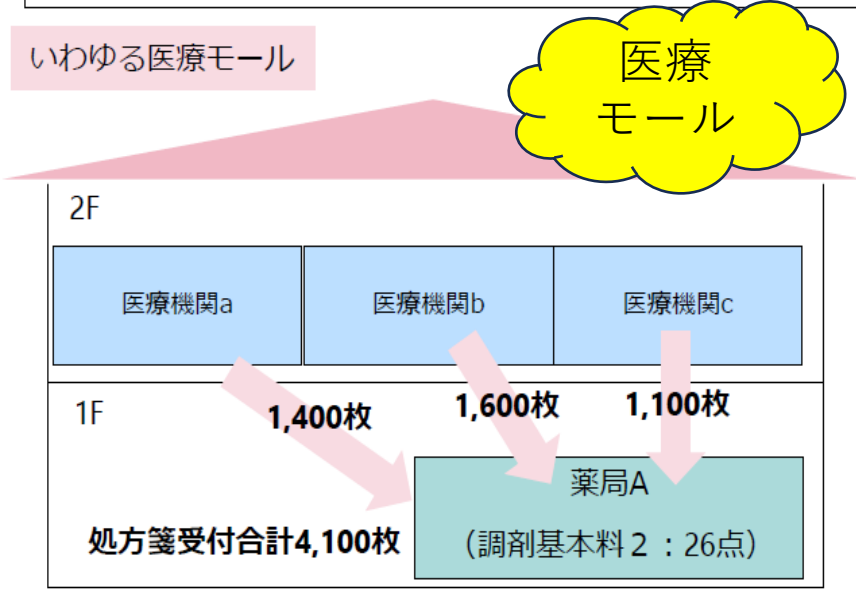 いわゆる医療モール
医療
モール
2F
医療機関a
医療機関b
医療機関c
1F
1,400枚
1,600枚
1,100枚
薬局A
処方箋受付合計4,100枚
（調剤基本料２：26点）